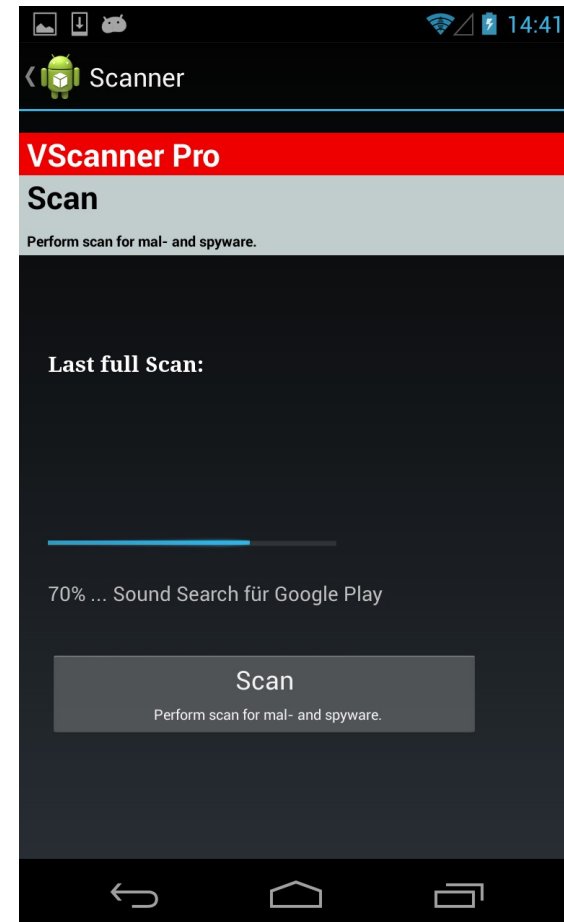 14:41
Scanner
VScanner Pro
Scan
Perform scan for mal- and spyware.
Last full Scan:
70% ... Sound Search für Google Play
Scan
Perform scan for mal- and spyware.